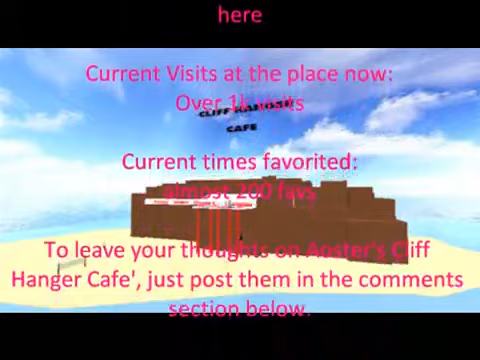 here
Current Visits at the place now:
Over 1k visits
CLIFF HANGER
CAFE
Current times favorited:
almost 200 favs
To leave your thoughts on Aoster's Cliff
Hanger Cafe', just post them in the comments
section below.